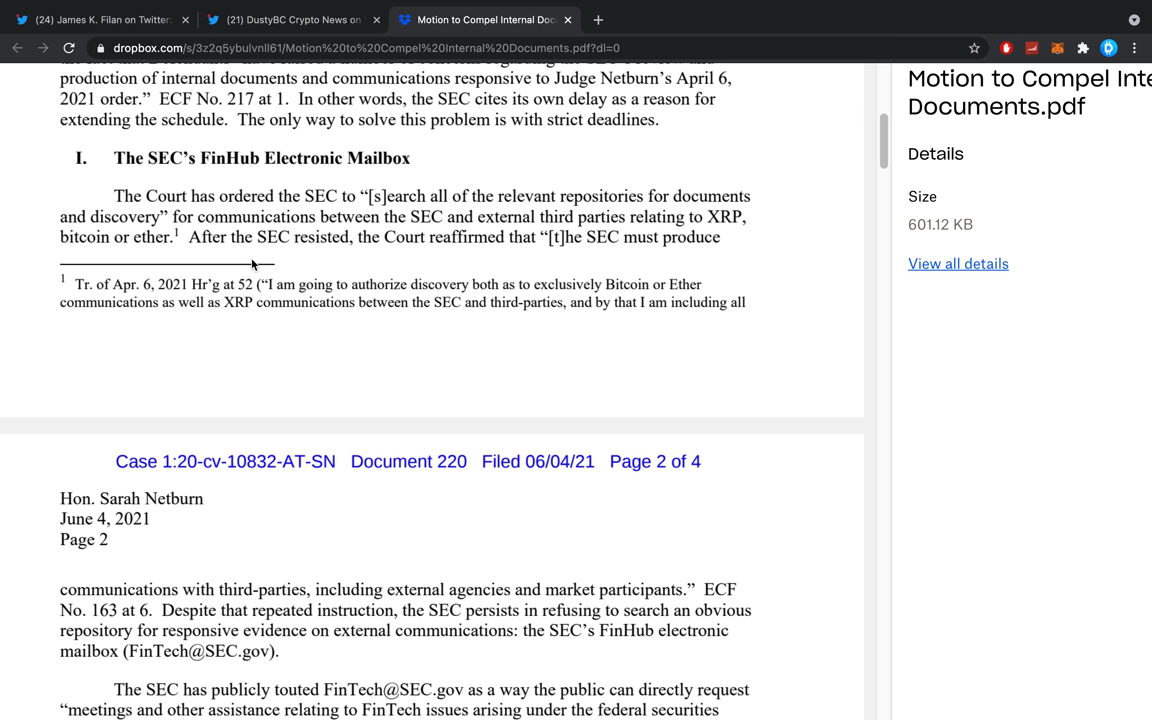 (24) James K. Filan on Twitter
(21) DustyBC Crypto News on
Motion to Compel Internal Doc
dropbox.com/s/3z2q5ybulvnll61/Motion%20to%20Compel%20Internal%20Documents.pdf?dl=0
production of internal documents and communications responsive to Judge Netburn's April 6,
2021 order.” ECF No. 217 at 1. In other words, the SEC cites its own delay as a reason for
extending the schedule. The only way to solve this problem is with strict deadlines.
I. The SEC's FinHub Electronic Mailbox
The Court has ordered the SEC to “[s]earch all of the relevant repositories for documents
and discovery” for communications between the SEC and external third parties relating to XRP,
bitcoin or ether.1 After the SEC resisted, the Court reaffirmed that “[t]he SEC must produce
1 Tr. of Apr. 6, 2021 Hr'g at 52 (“I am going to authorize discovery both as to exclusively Bitcoin or Ether
communications as well as XRP communications between the SEC and third-parties, and by that I am including all
Case 1:20-cv-10832-AT-SN Document 220 Filed 06/04/21 Page 2 of 4
Hon. Sarah Netburn
June 4, 2021
Page 2
communications with third-parties, including external agencies and market participants.” ECF
No. 163 at 6. Despite that repeated instruction, the SEC persists in refusing to search an obvious
repository for responsive evidence on external communications: the SEC's FinHub electronic
mailbox (FinTech@SEC.gov).
The SEC has publicly touted FinTech@SEC.gov as a way the public can directly request
“meetings and other assistance relating to FinTech issues arising under the federal securities
Motion to Compel Inte
Documents.pdf
Details
Size
601.12 KB
View all details